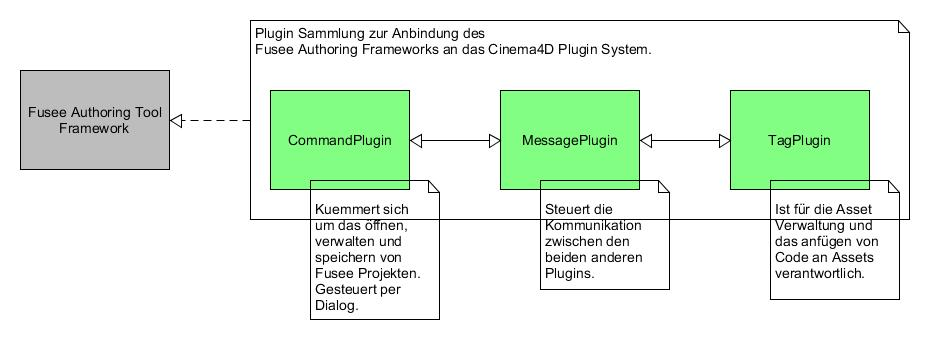 Plugin Sammlung zur Anbindung des
Fusee Authoring Frameworks an das Cinema4D Plugin System.
Fusee Authoring Tool
Framework
CommandPlugin
MessagePlugin
TagPlugin
Kuemmert sich
um das öffnen,
verwalten und
speichern von
Fusee Projekten.
Gesteuert per
Dialog.
Steuert die
Kommunikation
zwischen den
beiden anderen
Plugins.
Ist für die Asset
Verwaltung und
das anfügen von
Code an Assets
verantwortlich.